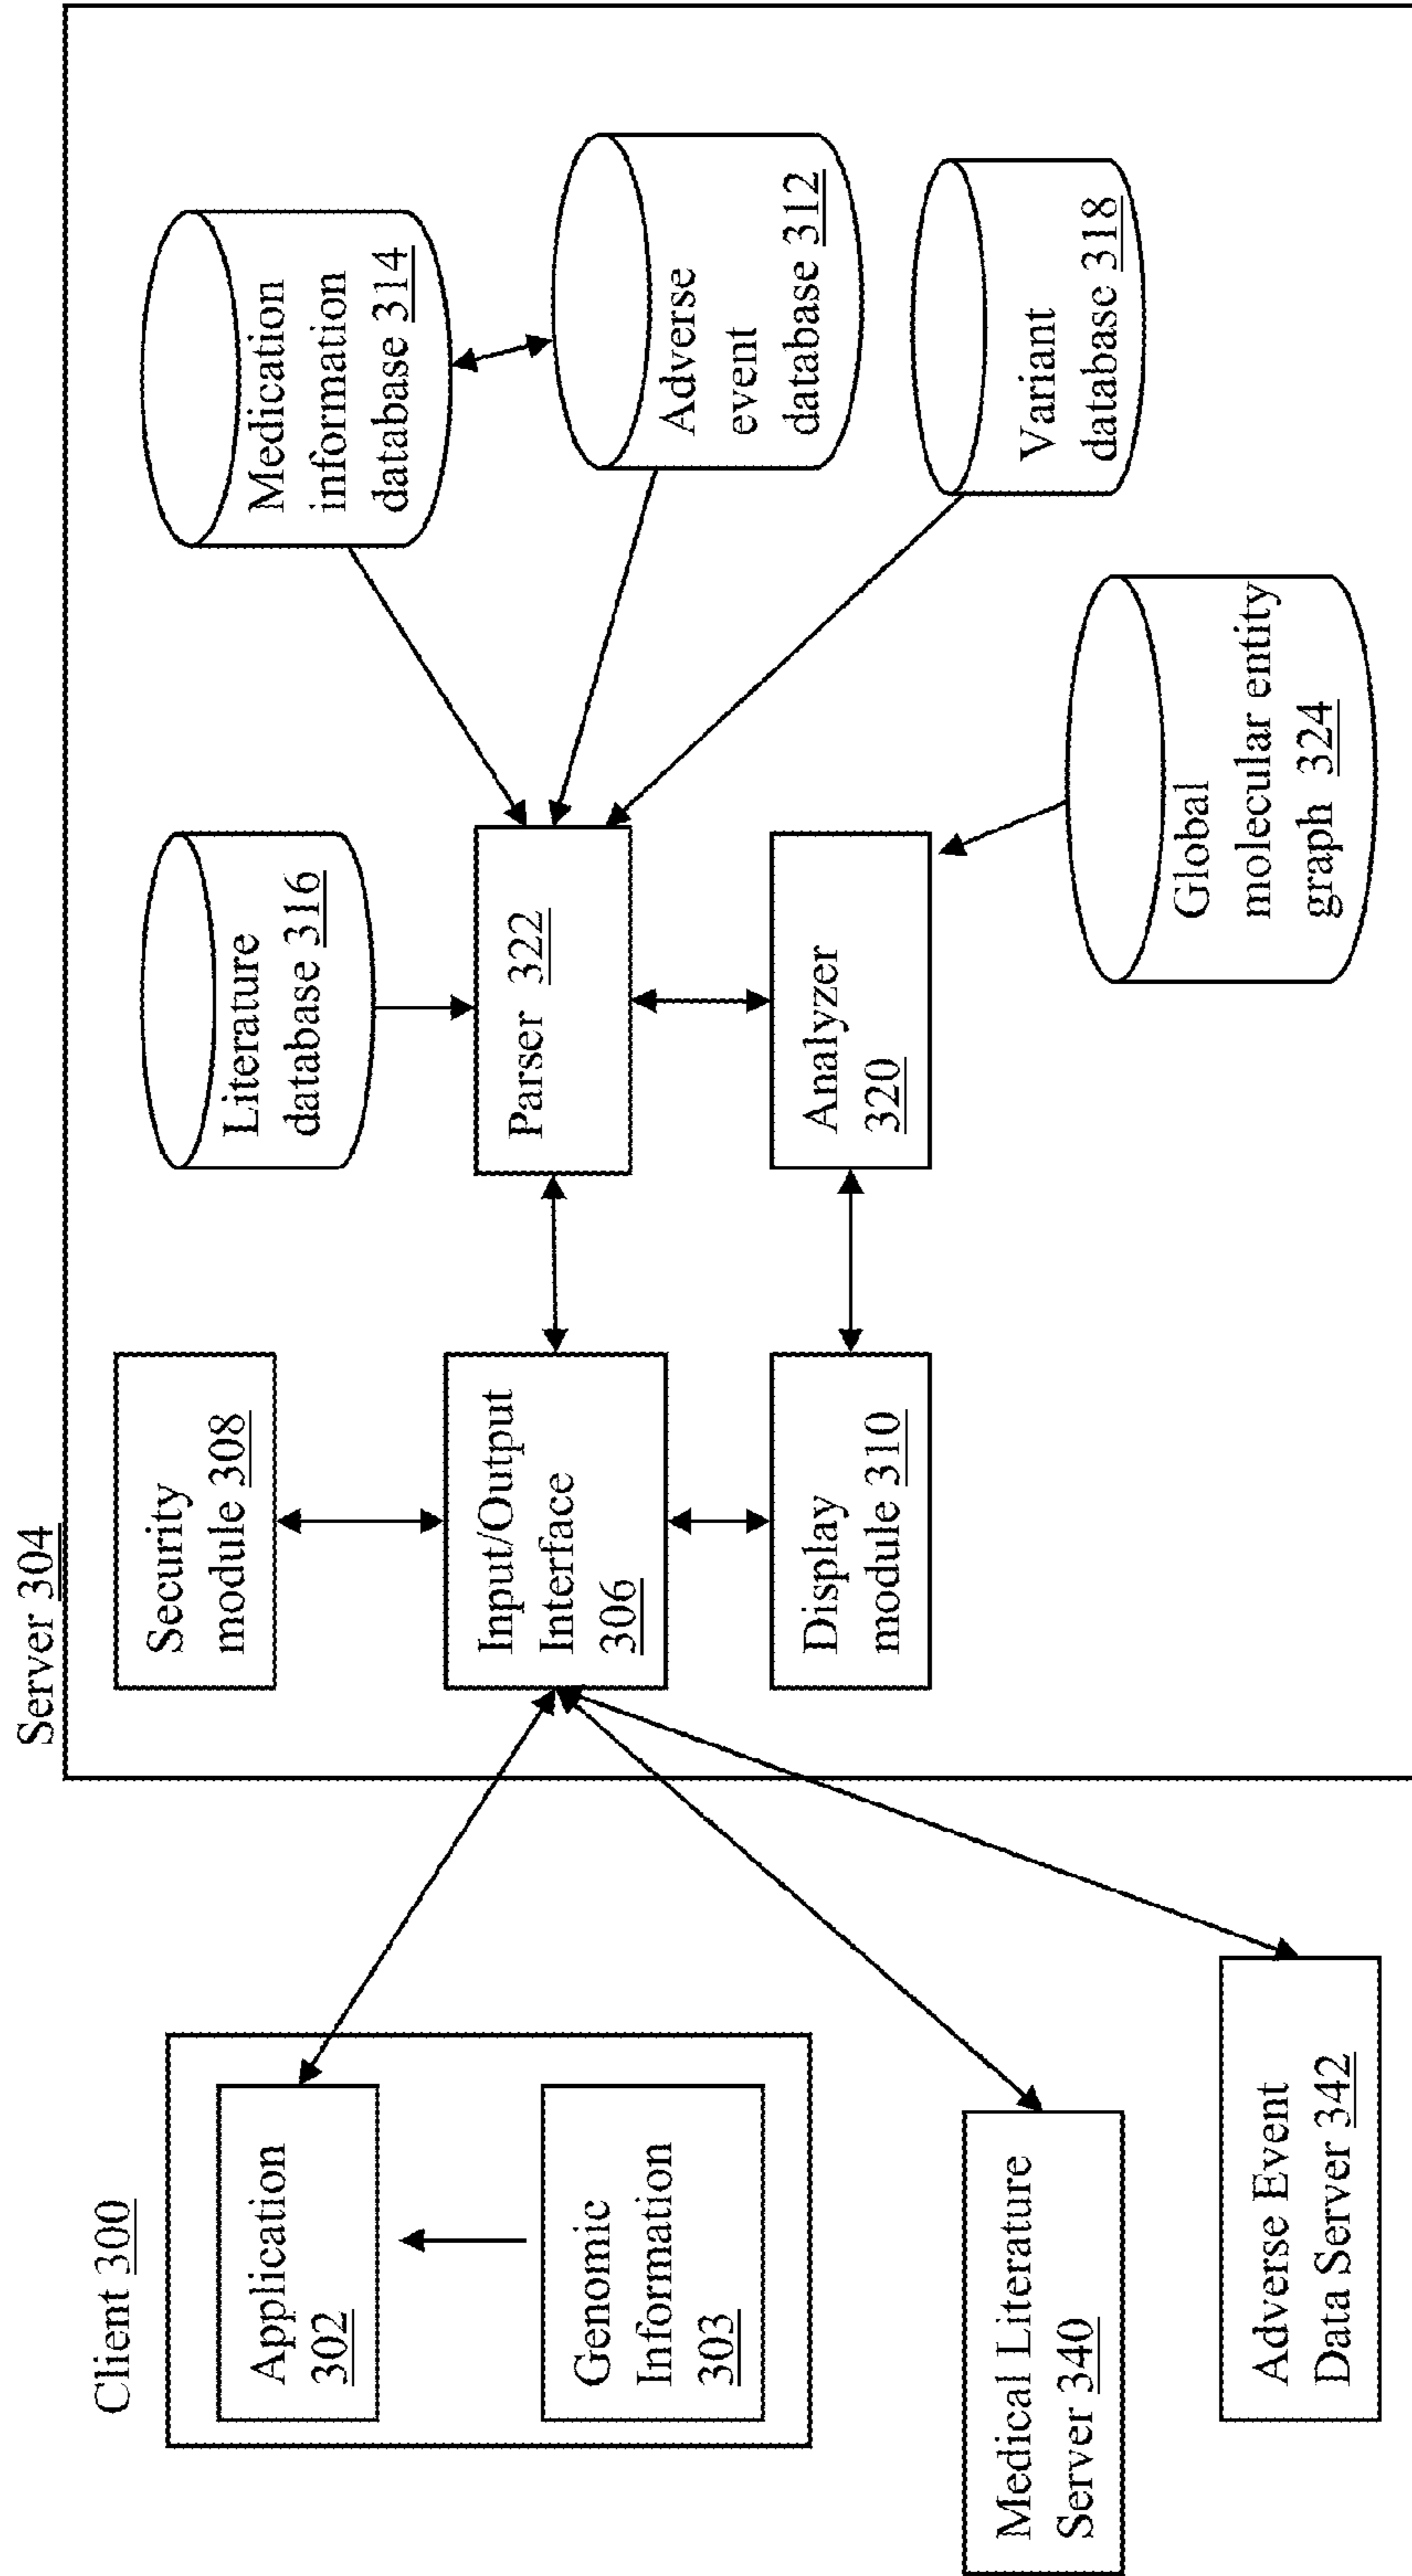 Server 304
Client 300
Application
302
Genomic
Information
303
Medical Literature
Server 340
Adverse Event
Data Server 342
Security
module 308
Input/Output
Interface
306
Display
module 310
Literature
database 316
Parser 322
Analyzer
320
Medication
information
database 314
Adverse
event
database 312
Variant
database 318
Global
molecular entity
graph 324